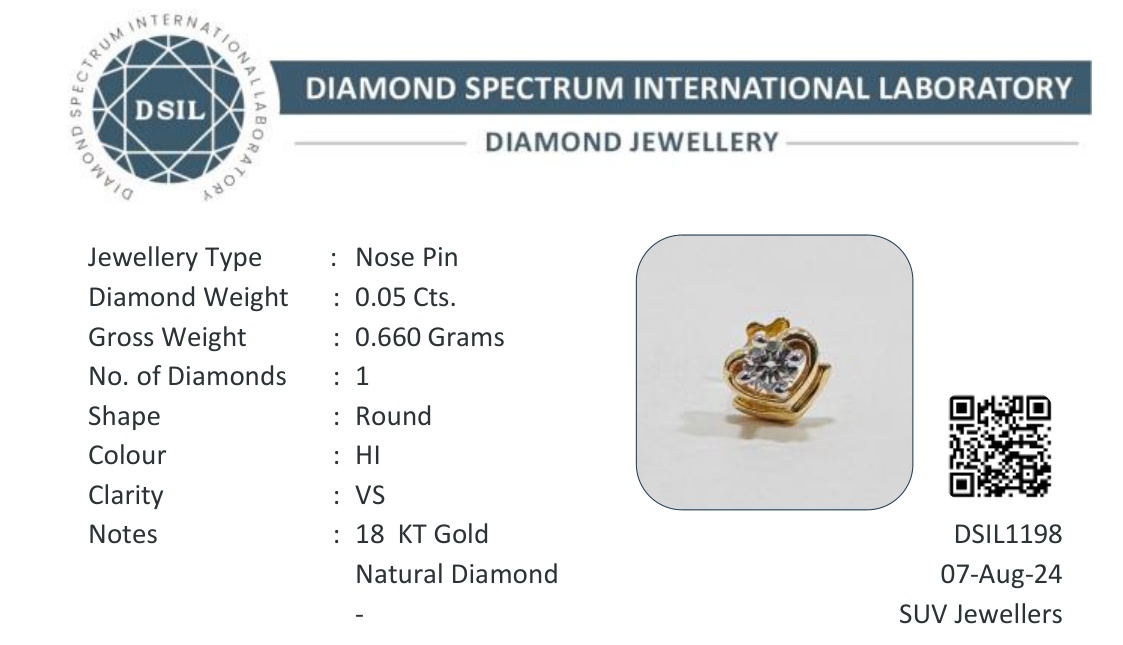 DIAMOND SPECTRUM INTERNATIONAL LABORATORY
DSIL
DIAMOND SPECTRUM INTERNATIONAL LABORATORY
DIAMOND JEWELLERY
Jewellery Type : Nose Pin
Diamond Weight : 0.05 Cts.
Gross Weight : 0.660 Grams
No. of Diamonds : 1
Shape : Round
Colour : HI
Clarity : VS
Notes : 18 KT Gold
Natural Diamond
-
DSIL1198
07-Aug-24
SUV Jewellers